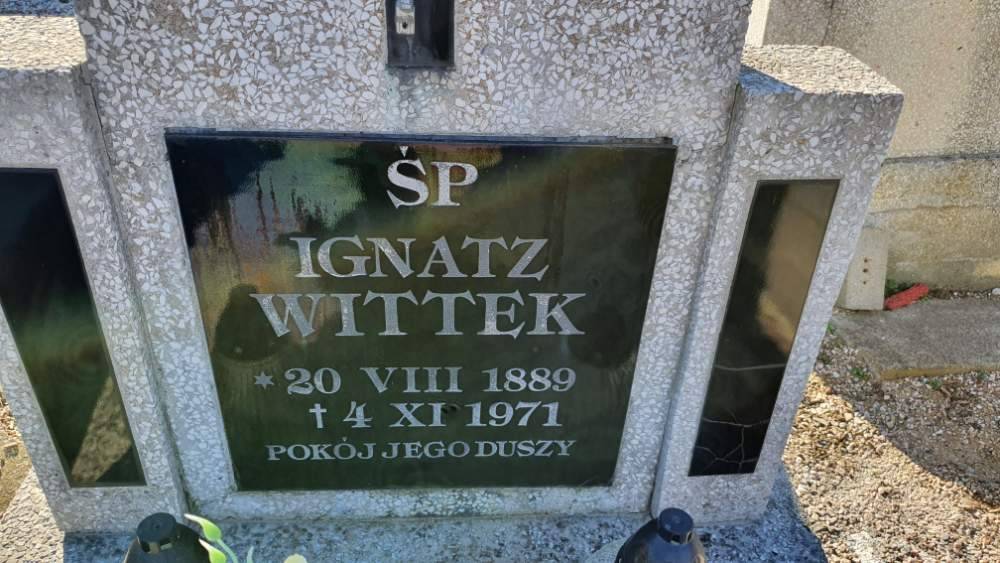 ŚP
IGNATZ
WITTEK
* 20 VIII 1889
† 4 XI 1971
POKÓJ JEGO DUSZY